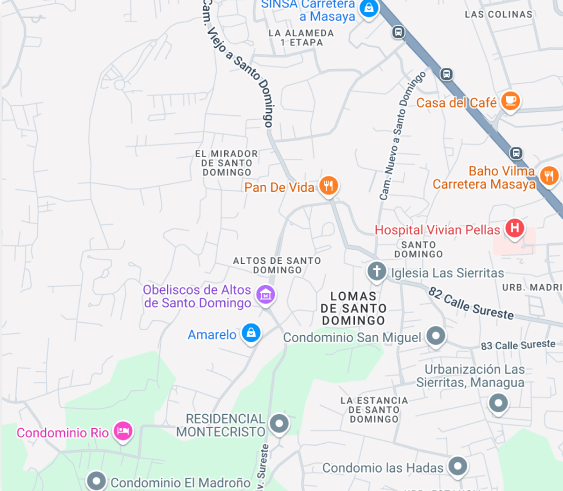 SINSA Carretera
a Masaya
LAS COLINAS
Cam. Viejo a Santo Domingo
LA ALAMEDA
1 ETAPA
Casa del Café
Cam. Nuevo a Santo Domingo
EL MIRADOR
DE SANTO
DOMINGO
Baho Vilma
Carretera Masaya
Pan De Vida
Hospital Vivian Pellas
H
SANTO
DOMINGO
ALTOS DE SANTO
DOMINGO
Iglesia Las Sierritas
URB. MADRI
Obeliscos de Altos
de Santo Domingo
LOMAS
DE SANTO
DOMINGO
82 Calle Sureste
Amarelo
Condominio San Miguel
83 Calle Sureste
Urbanización Las
Sierritas, Managua
LA ESTANCIA
DE SANTO
DOMINGO
RESIDENCIAL
MONTECRISTO
Condominio Rio
v. Sureste
Condomio las Hadas
Condominio El Madroño